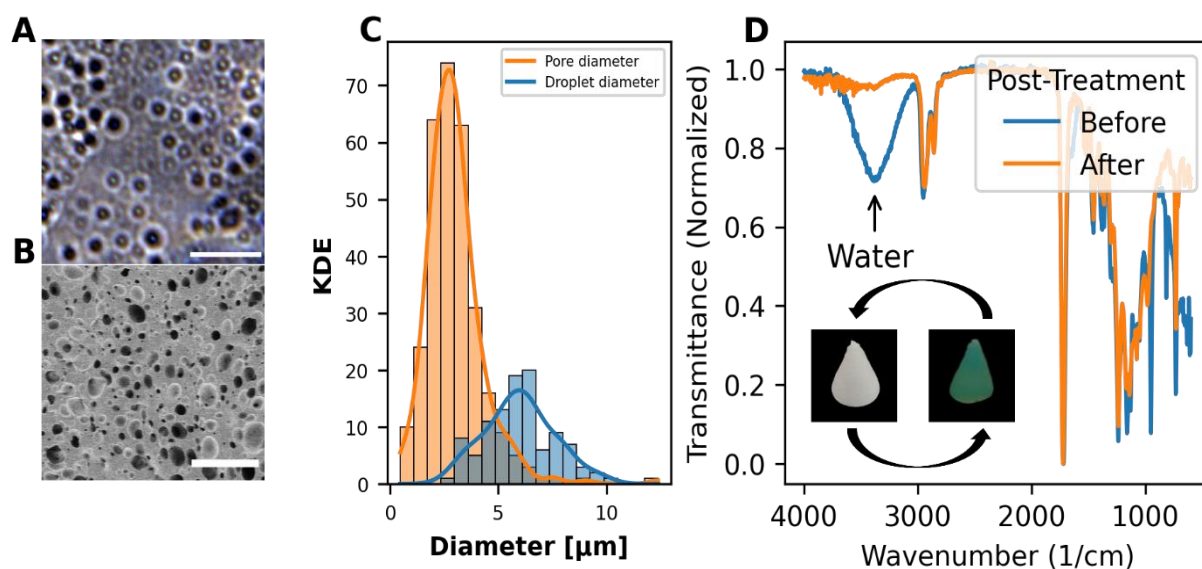 A
B
C
KDE
0
10
20
30
40
50
60
70
Pore diameter
Droplet diameter
0
5
10
Diameter [μm]
D
Transmittance (Normalized)
0.0
0.2
0.4
0.6
0.8
1.0
Post-Treatment
Before
After
Water
4000
3000
2000
1000
Wavenumber (1/cm)